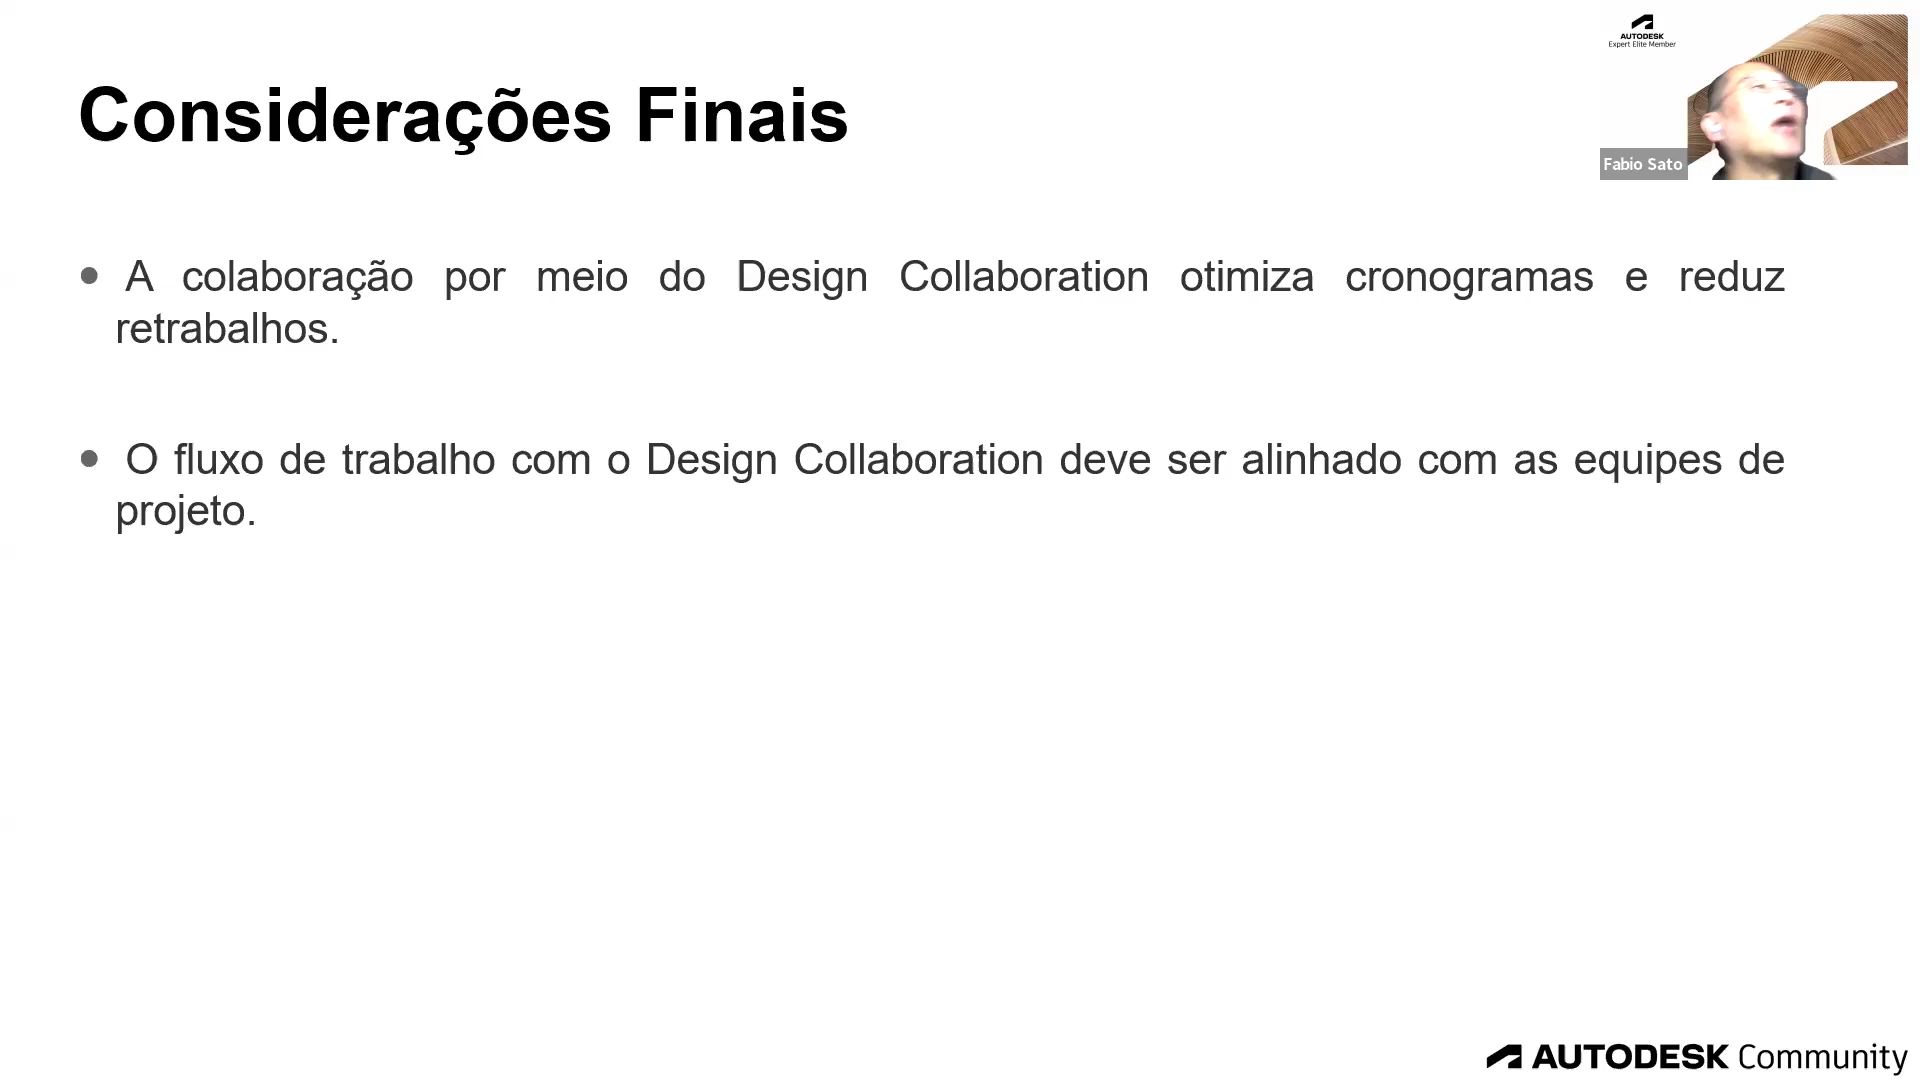 AUTODESK
Expert Elite Member
Considerações Finais
Fabio Sato
A colaboração por meio do Design Collaboration otimiza cronogramas e reduz
retrabalhos.
O fluxo de trabalho com o Design Collaboration deve ser alinhado com as equipes de
projeto.
AUTODESK Community